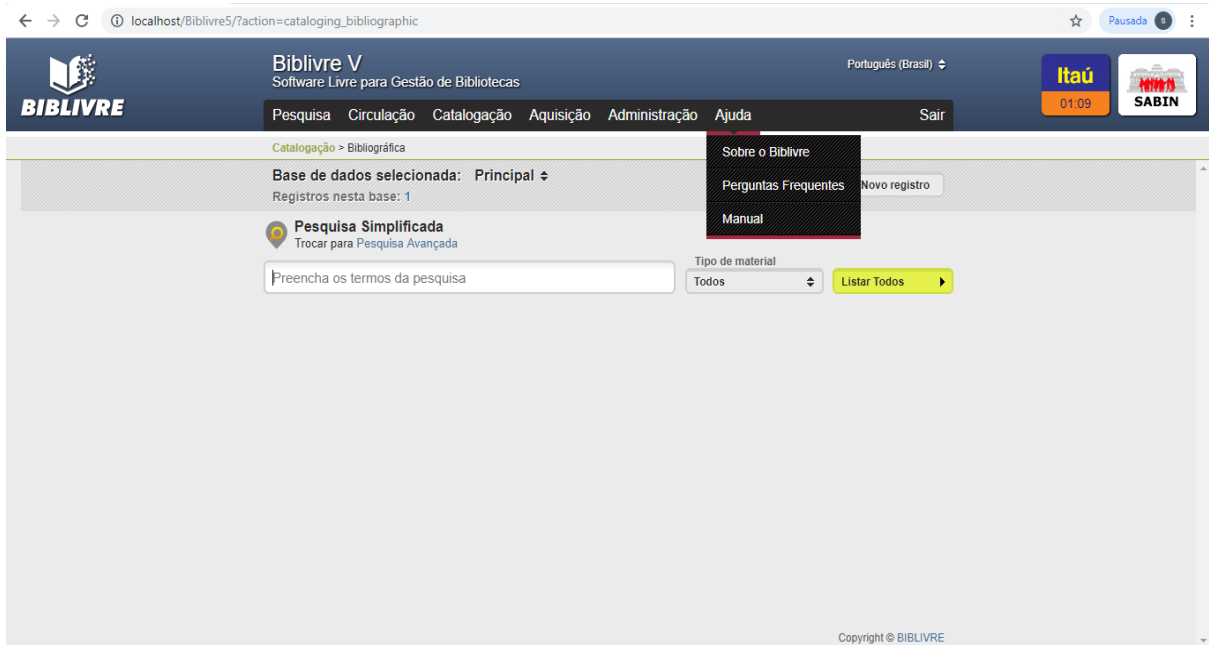 localhost/Biblivre5/?action=cataloging_bibliographic
Pausada s
BIBLIVRE
Biblivre V
Software Livre para Gestão de Bibliotecas
Português (Brasil)
Itaú
01:09
SABIN
Pesquisa Circulação Catalogação Aquisição Administração Ajuda Sair
Catalogação > Bibliográfica
Sobre o Biblivre
Perguntas Frequentes
Manual
Base de dados selecionada: Principal
Registros nesta base: 1
Novo registro
Pesquisa Simplificada
Trocar para Pesquisa Avançada
Preencha os termos da pesquisa
Tipo de material
Todos
Listar Todos
Copyright © BIBLIVRE